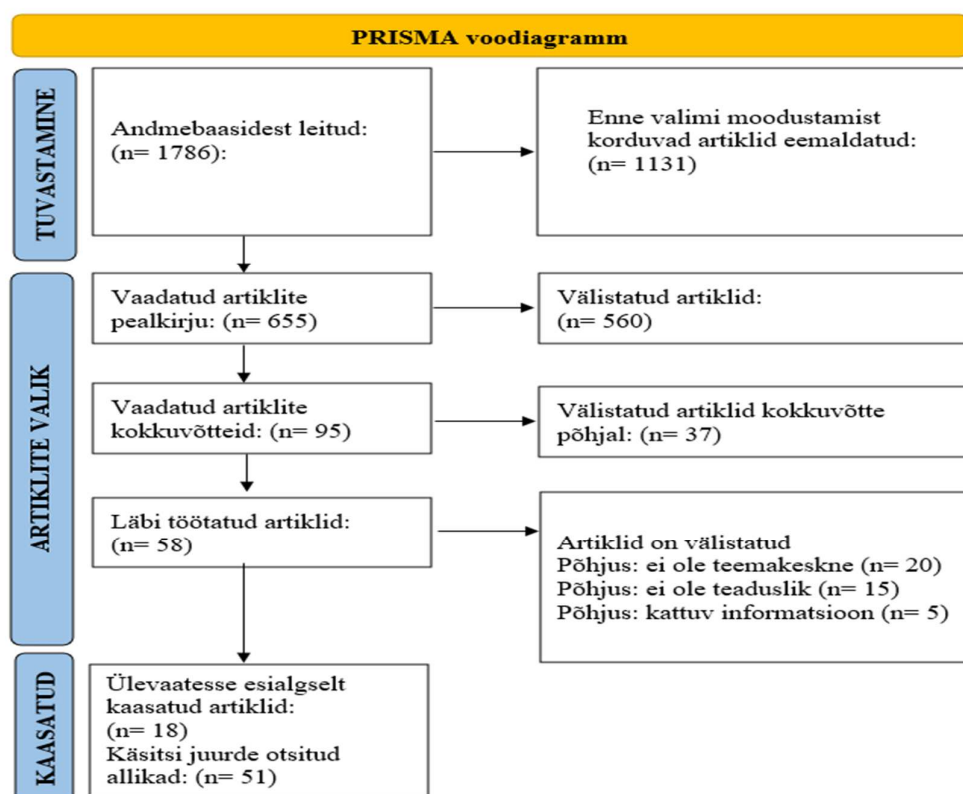 PRISMA voodiagramm
TUVASTAMINE
Andmebaasidest leitud:
(n= 1786):
Enne valimi moodustamist
korduvad artiklid eemaldatud:
(n= 1131)
ARTIKLITE VALIK
Vaadatud artiklite
pealkirju: (n= 655)
Välistatud artiklid:
(n= 560)
Vaadatud artiklite
kokkuvõtteid: (n= 95)
Välistatud artiklid kokkuvõtte
põhjal: (n= 37)
Läbi töötatud artiklid:
(n= 58)
Artiklid on välistatud
Põhjus: ei ole teemakeskne (n= 20)
Põhjus: ei ole teaduslik (n= 15)
Põhjus: kattuv informatsioon (n= 5)
KAASATUD
Ülevaatesse esialgselt
kaasatud artiklid:
(n= 18)
Käsitsi juurde otsitud
allikad: (n= 51)